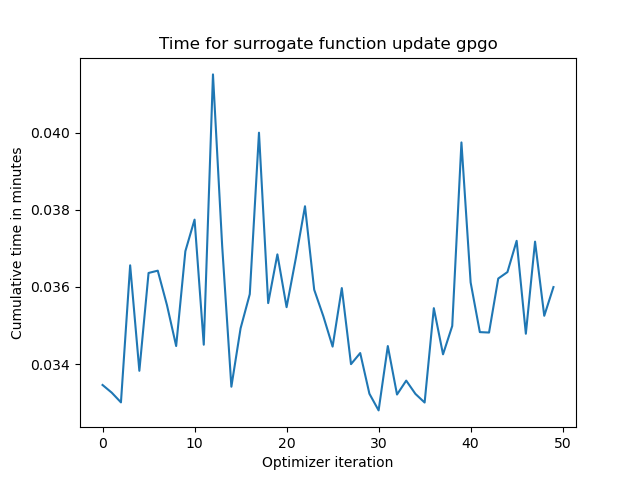 Time for surrogate function update gpgo
Cumulative time in minutes
0.040
0.038
0.036
0.034
0 10 20 30 40 50
Optimizer iteration